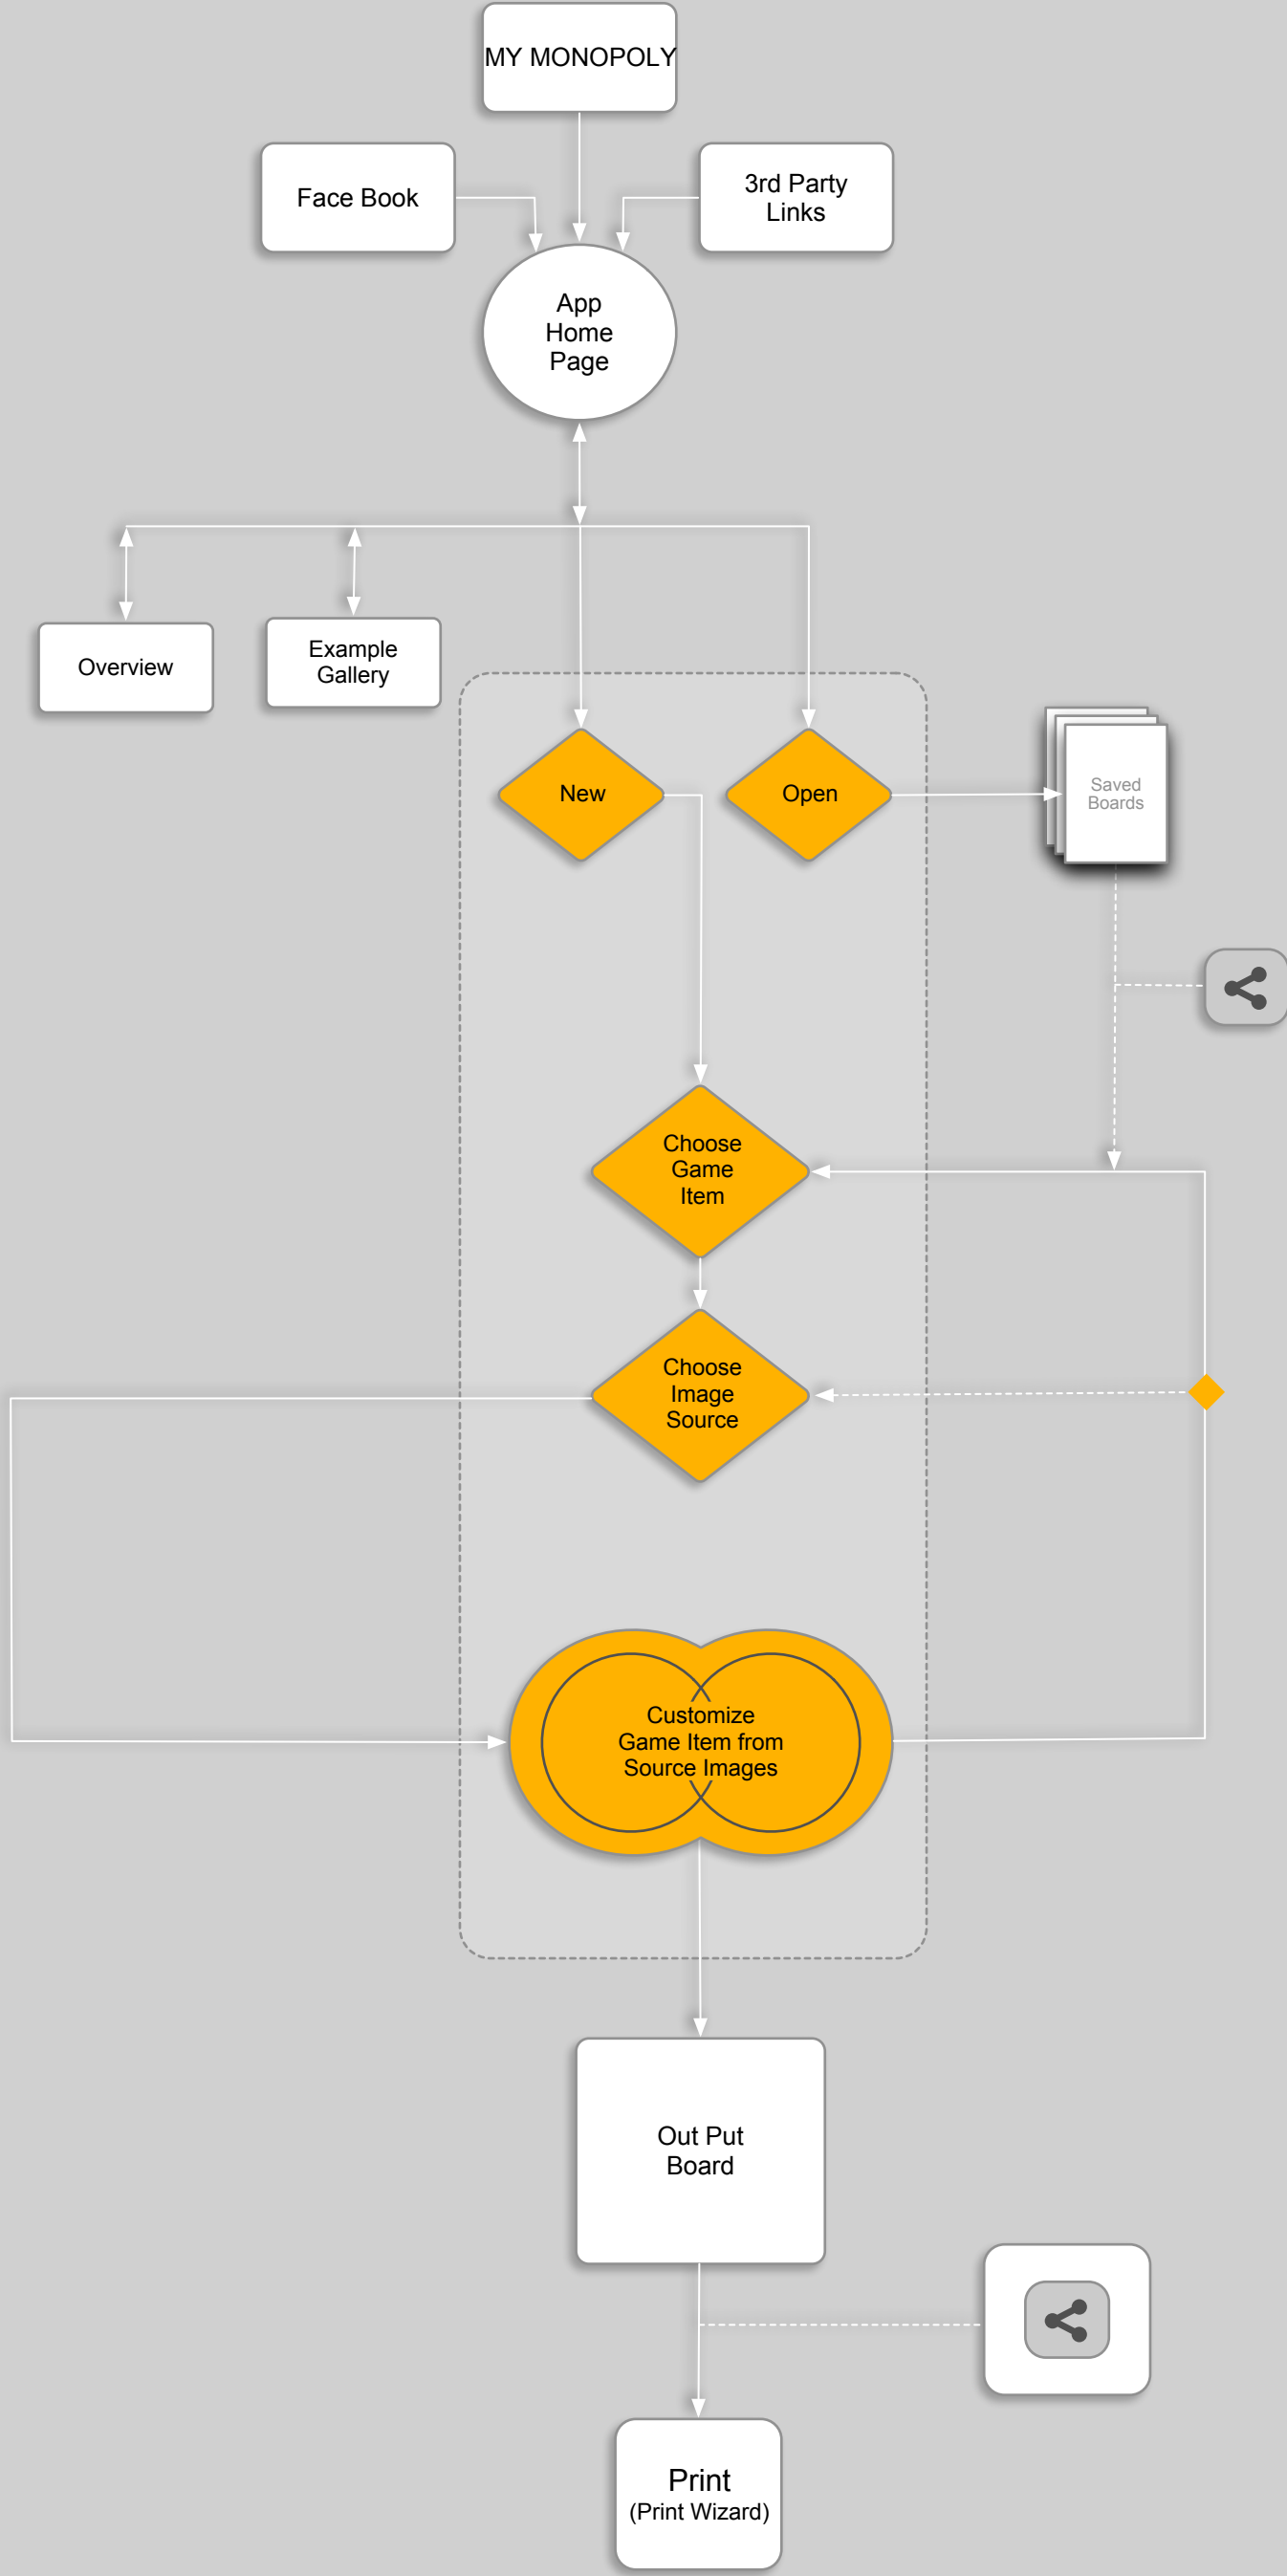 MY MONOPOLY
Face Book
3rd Party
Links
App
Home
Page
Overview
Example
Gallery
New
Open
Saved
Boards
Choose
Game
Item
Choose
Image
Source
Customize
Game Item from
Source Images
Out Put
Board
Print
(Print Wizard)